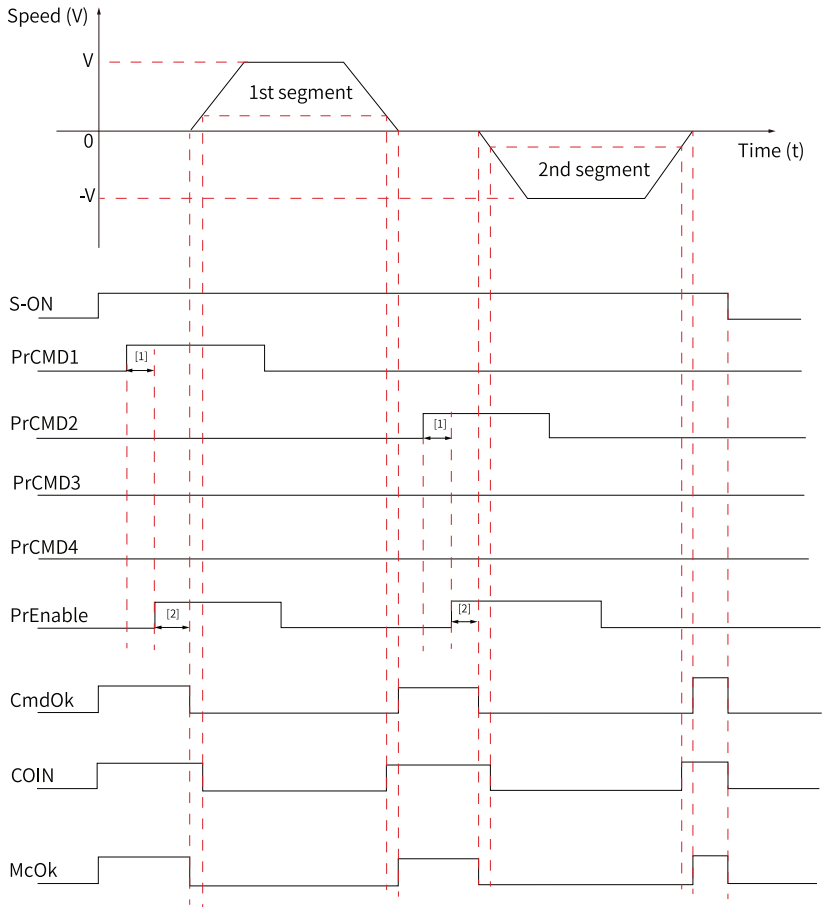 Speed (V)
V
1st segment
0
Time (t)
2nd segment
-V
S-ON
PrCMD1
[1]
PrCMD2
[1]
PrCMD3
PrCMD4
PrEnable
[2]
[2]
CmdOk
COIN
McOk